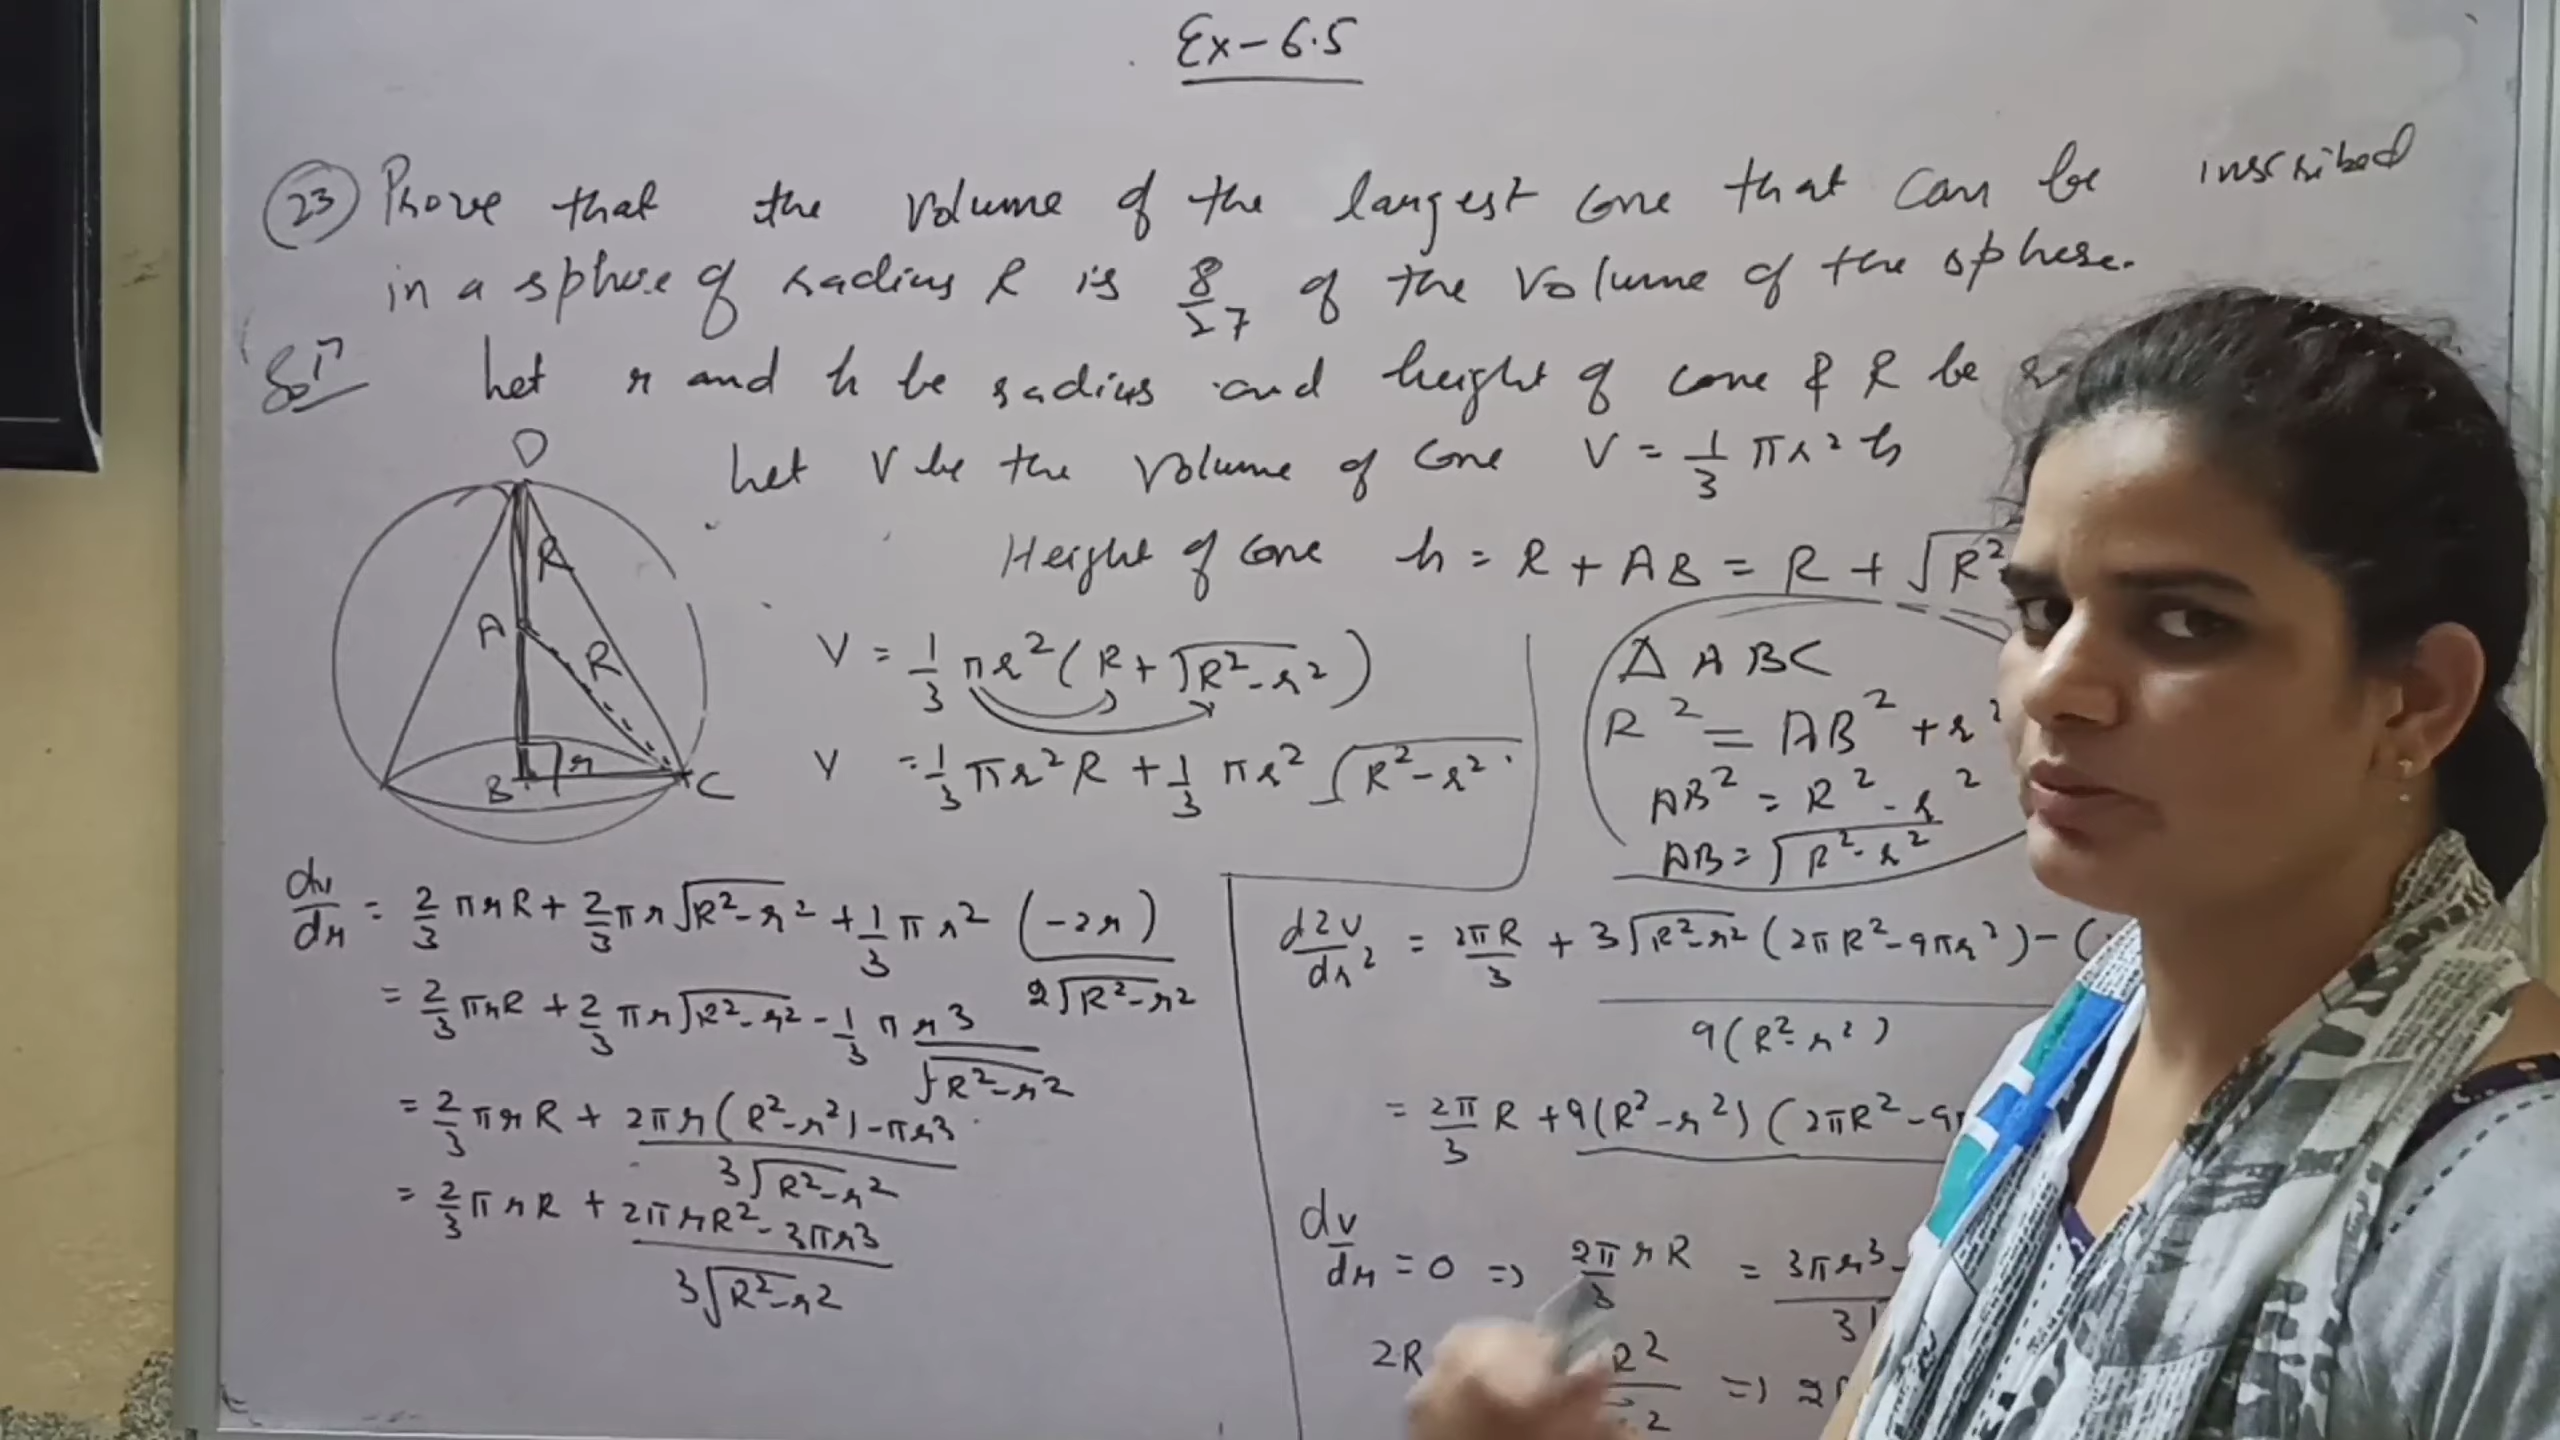 Ex-6.5
(23) Prove that the volume of the largest cone that can be inscribed
in a sphere of radius R is 8/27 of the volume of the sphere.
Sol^n Let r and h be radius and height of cone & R be
Let V be the volume of cone V = 1/3 πr²h
Height of cone h = R + AB = R + √R²
D
R
A
R
B r C
V = 1/3 πr²(R + √R²-r²)
V = 1/3 πr²R + 1/3 πr² √R²-r²
Δ ABC
R² = AB² + r²
AB² = R² - r²
AB = √R²-r²
dv/dr = 2/3 πrR + 2/3 πr√R²-r² + 1/3 πr² (-2r)/2√R²-r²
= 2/3 πrR + 2/3 πr√R²-r² - 1/3 π r³/√R²-r²
= 2/3 πrR + 2πr(R²-r²)-πr³/3√R²-r²
= 2/3 πrR + 2πrR²-3πr³/3√R²-r²
d2v/dr² = 2πR/3 + 3√R²-r² (2πR²-9πr²)-(
9(R²-r²)
= 2π/3 R + 9(R²-r²) (2πR²-9
dv/dr = 0 => 2π/3 rR = 3πr³-
2R R² => 2